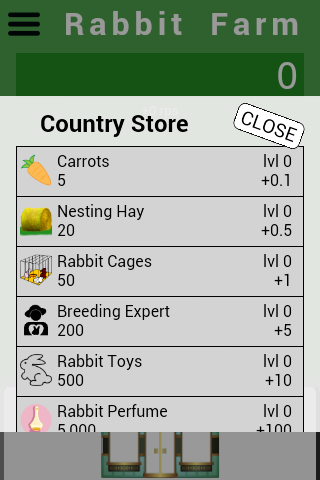 Rabbit Farm
0
Country Store
CLOSE
Carrots lvl 0
5 +0.1
Nesting Hay lvl 0
20 +0.5
Rabbit Cages lvl 0
50 +1
Breeding Expert lvl 0
200 +5
Rabbit Toys lvl 0
500 +10
Rabbit Perfume lvl 0
5,000 +100